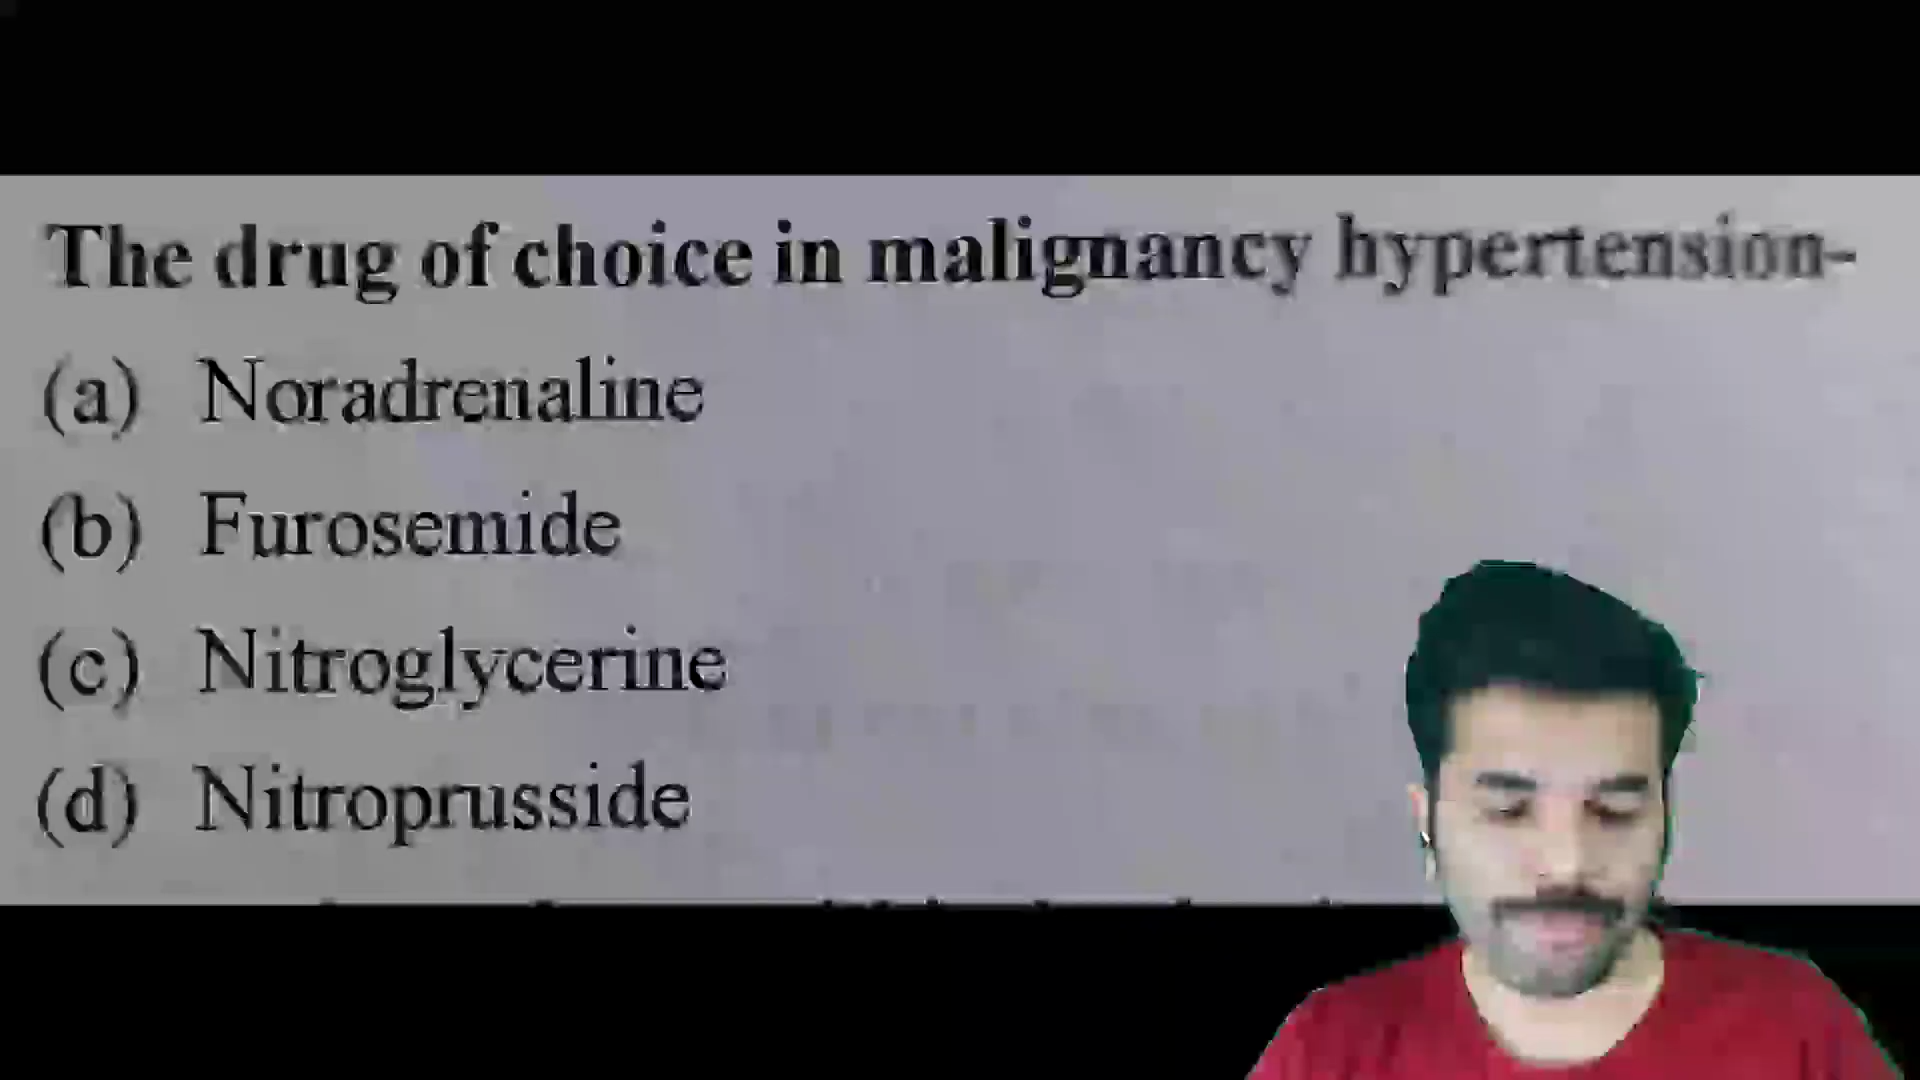 The drug of choice in malignancy hypertension-
(a) Noradrenaline
(b) Furosemide
(c) Nitroglycerine
(d) Nitroprusside